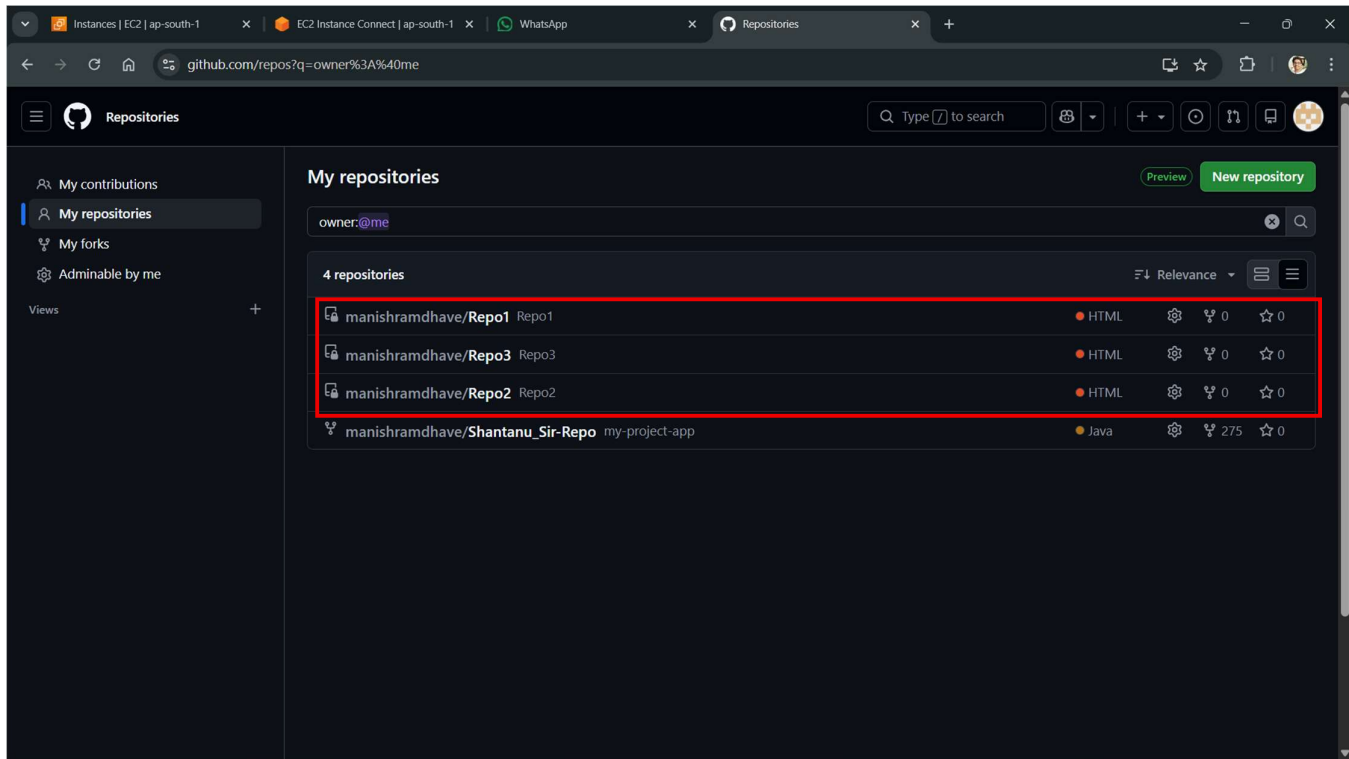 Instances | EC2 | ap-south-1
EC2 Instance Connect | ap-south-1
WhatsApp
Repositories
github.com/repos?q=owner%3A%40me
Repositories
Type / to search
My contributions
My repositories
My forks
Adminable by me
Views
My repositories
Preview
New repository
owner:@me
4 repositories
Relevance
manishramdhave/Repo1 Repo1 HTML 0 0
manishramdhave/Repo3 Repo3 HTML 0 0
manishramdhave/Repo2 Repo2 HTML 0 0
manishramdhave/Shantanu_Sir-Repo my-project-app Java 275 0